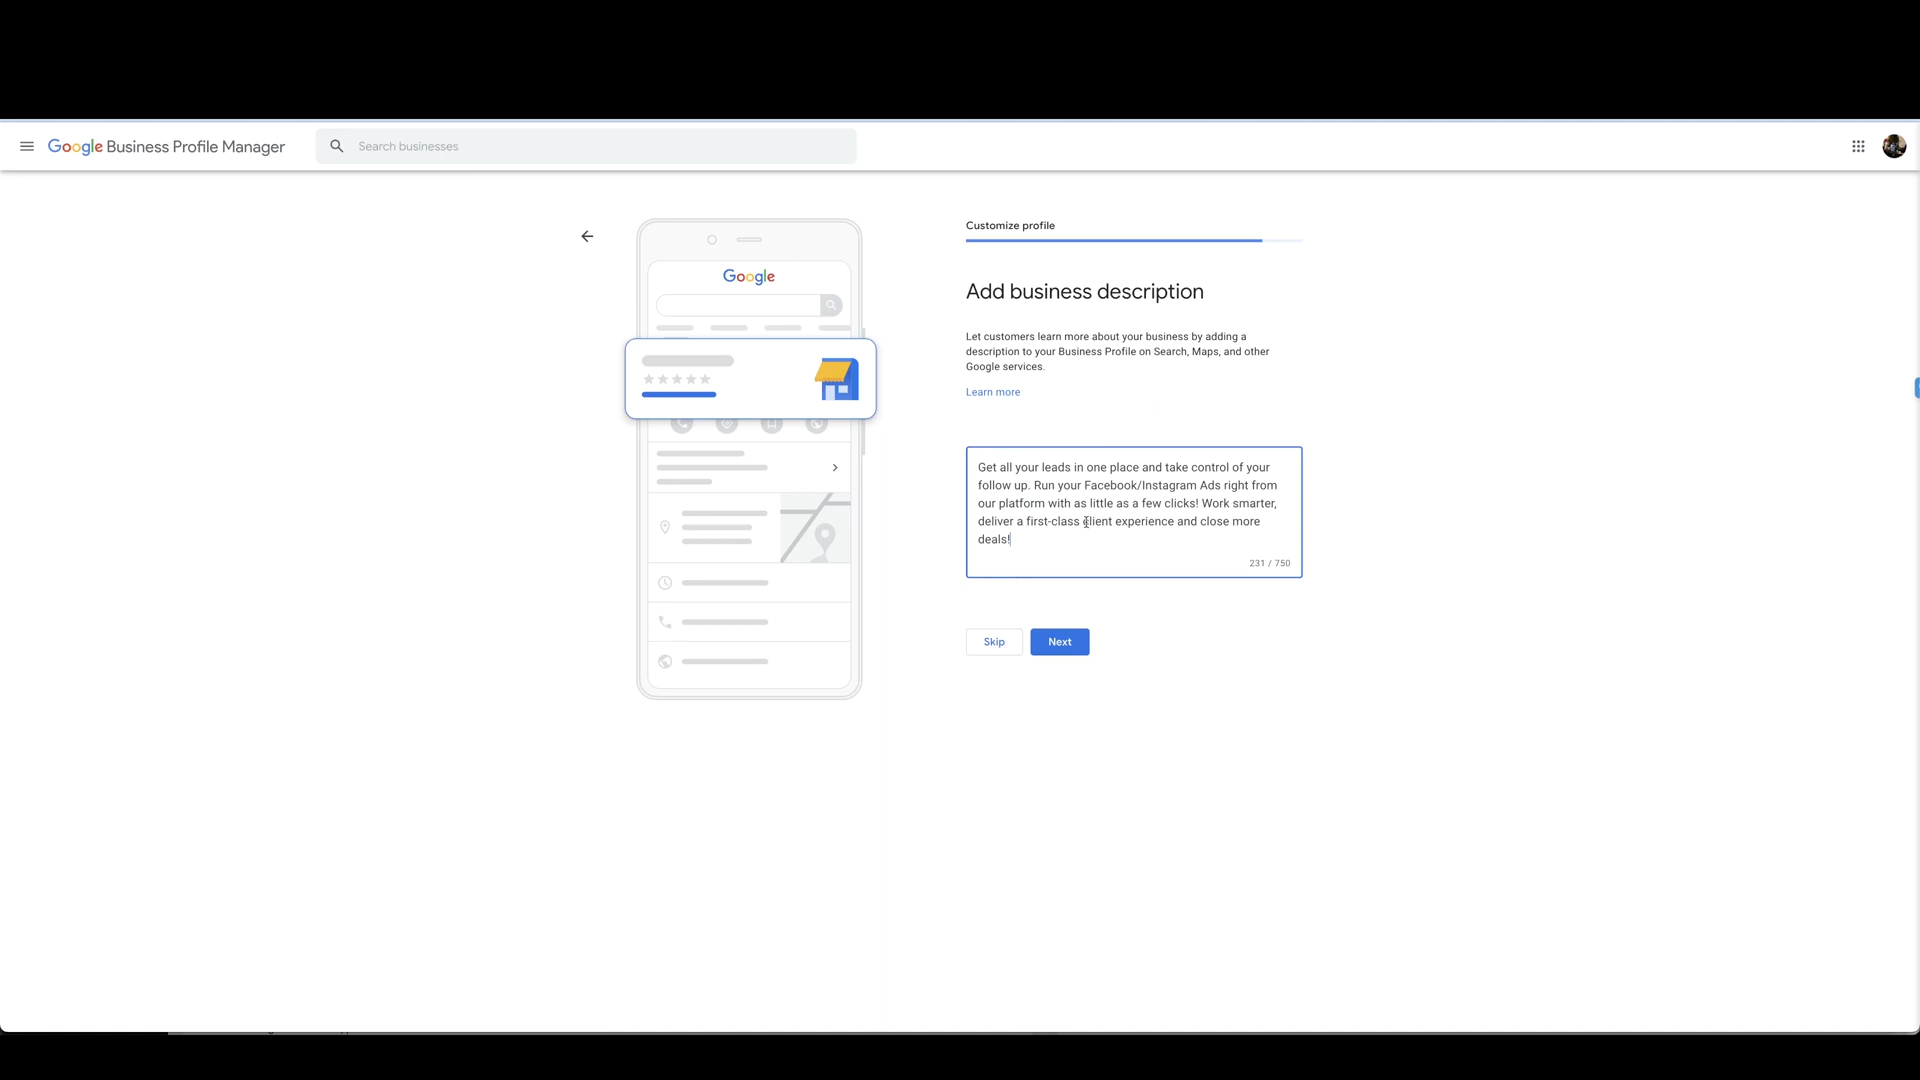 Google Business Profile Manager
Search businesses
Customize profile
Google
Add business description
Let customers learn more about your business by adding a
description to your Business Profile on Search, Maps, and other
Google services.
Learn more
Get all your leads in one place and take control of your
follow up. Run your Facebook/Instagram Ads right from
our platform with as little as a few clicks! Work smarter,
deliver a first-class client experience and close more
deals!
231 / 750
Skip
Next